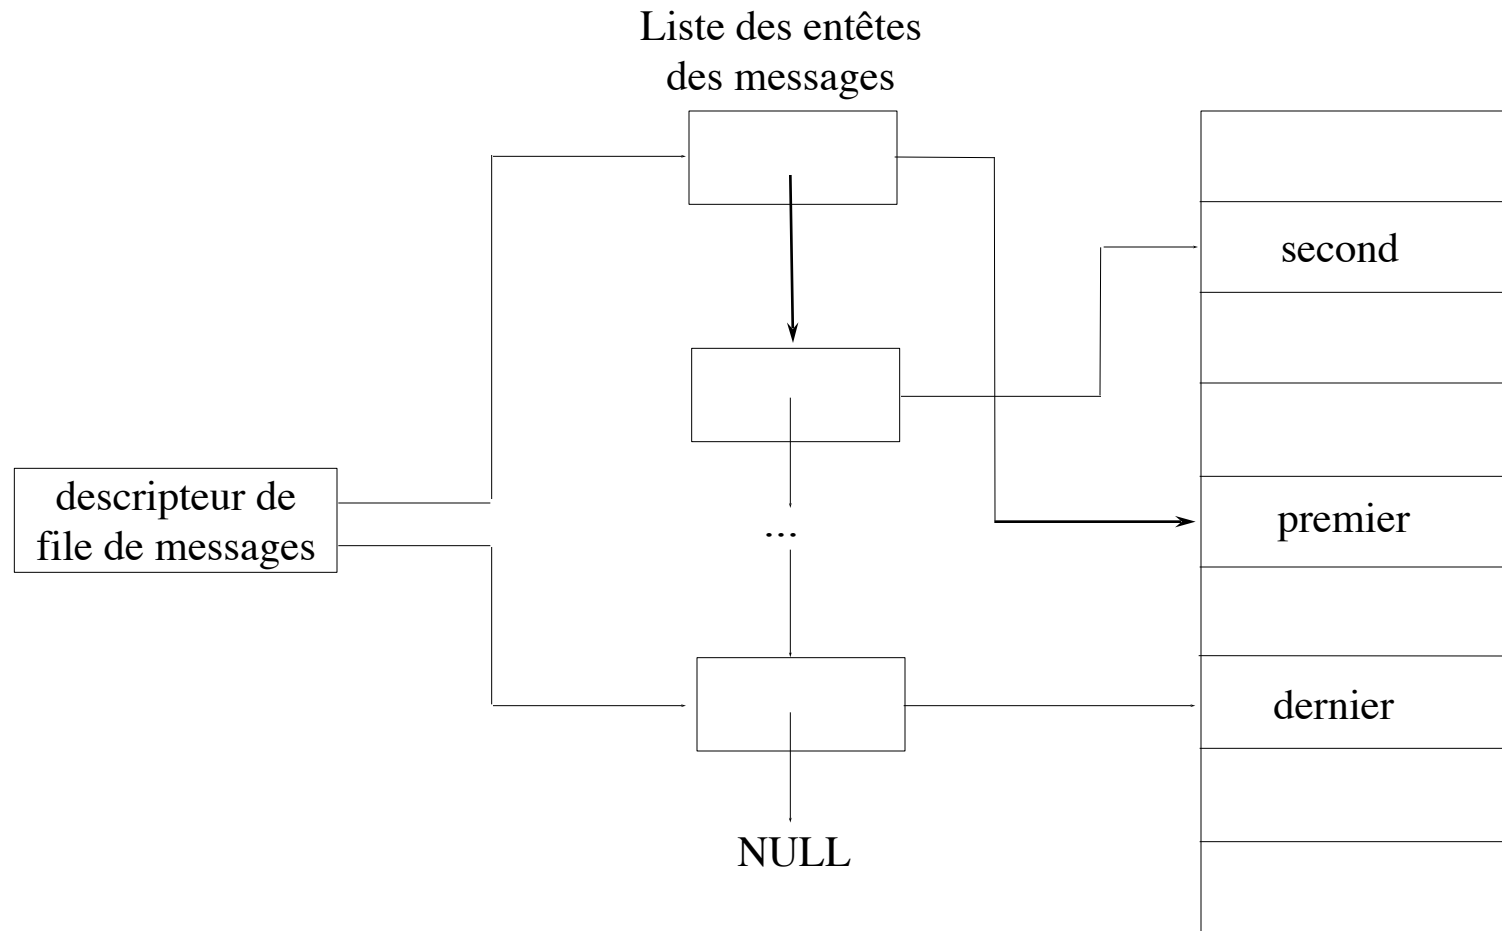 Liste des entêtes
des messages
second
descripteur de
file de messages
premier
...
dernier
NULL